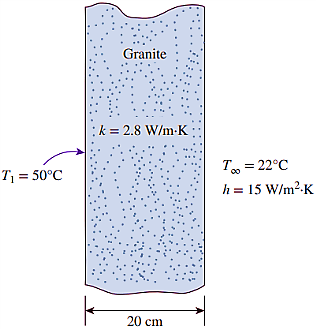 Granite
k = 2.8 W/m·K
T₁ = 50°C
T∞ = 22°C
h = 15 W/m²·K
20 cm